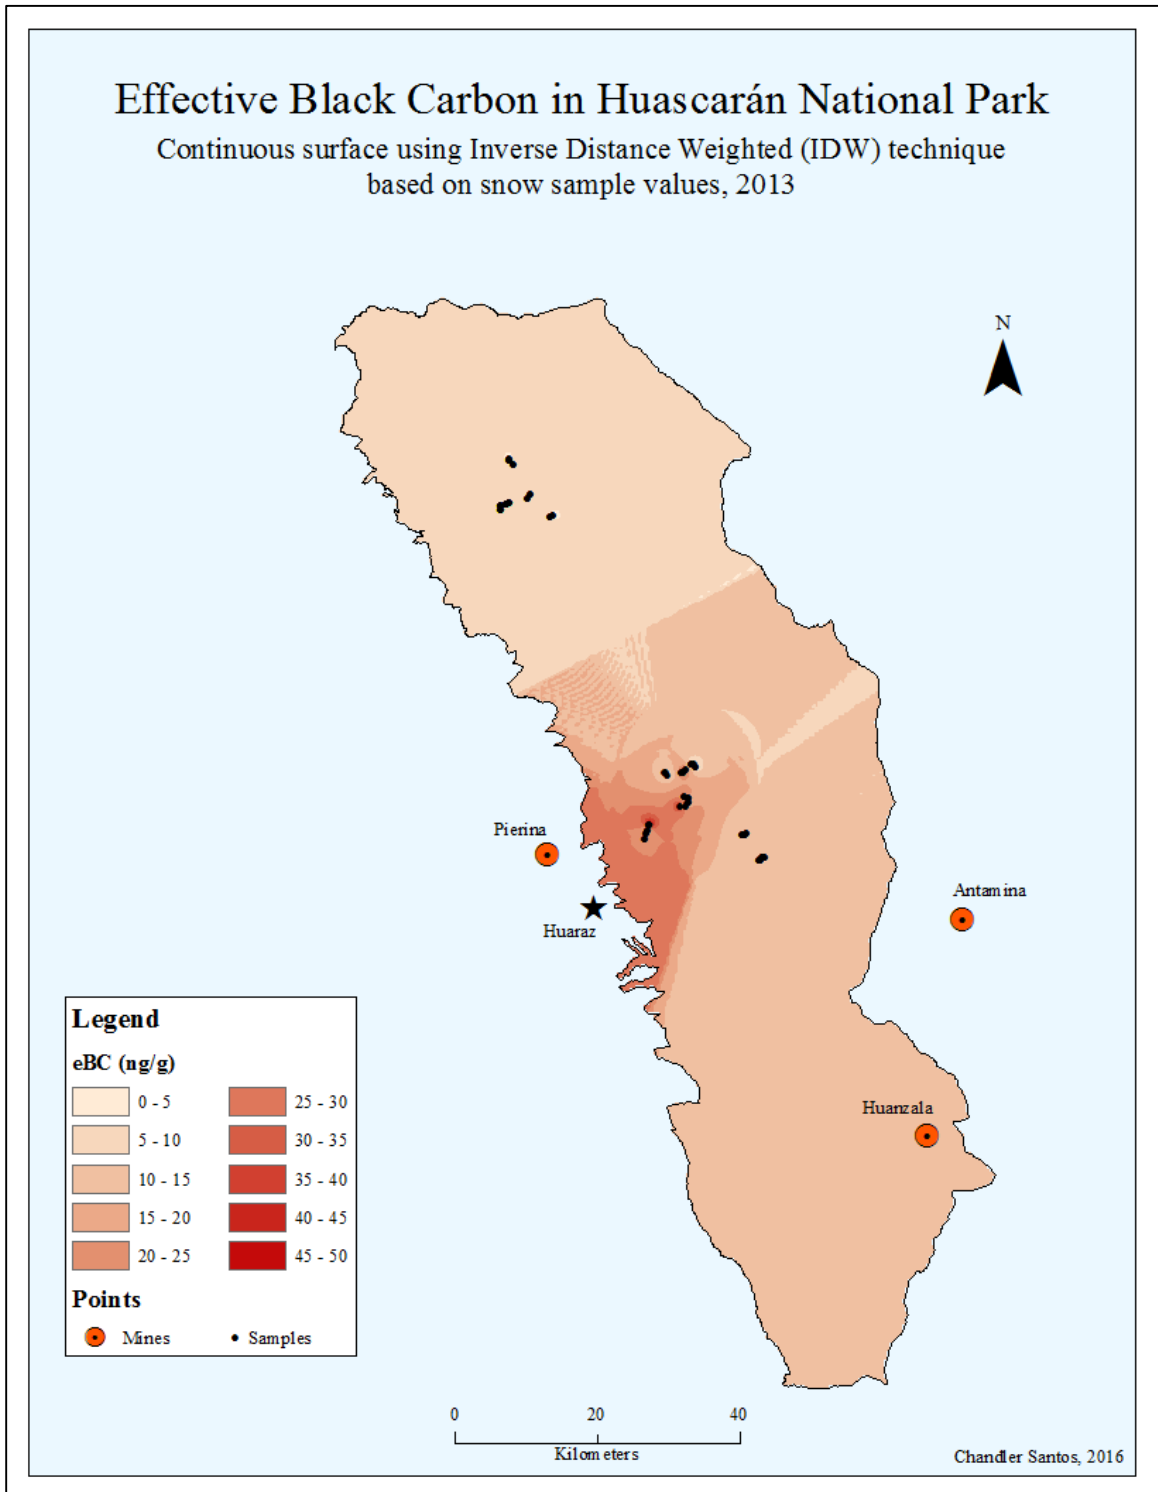 Effective Black Carbon in Huascarán National Park
Continuous surface using Inverse Distance Weighted (IDW) technique
based on snow sample values, 2013
N
Pierina
Antamina
Huaraz
Huanzala
Legend
eBC (ng/g)
0 - 5
5 - 10
10 - 15
15 - 20
20 - 25
25 - 30
30 - 35
35 - 40
40 - 45
45 - 50
Points
Mines
Samples
0 20 40
Kilometers
Chandler Santos, 2016